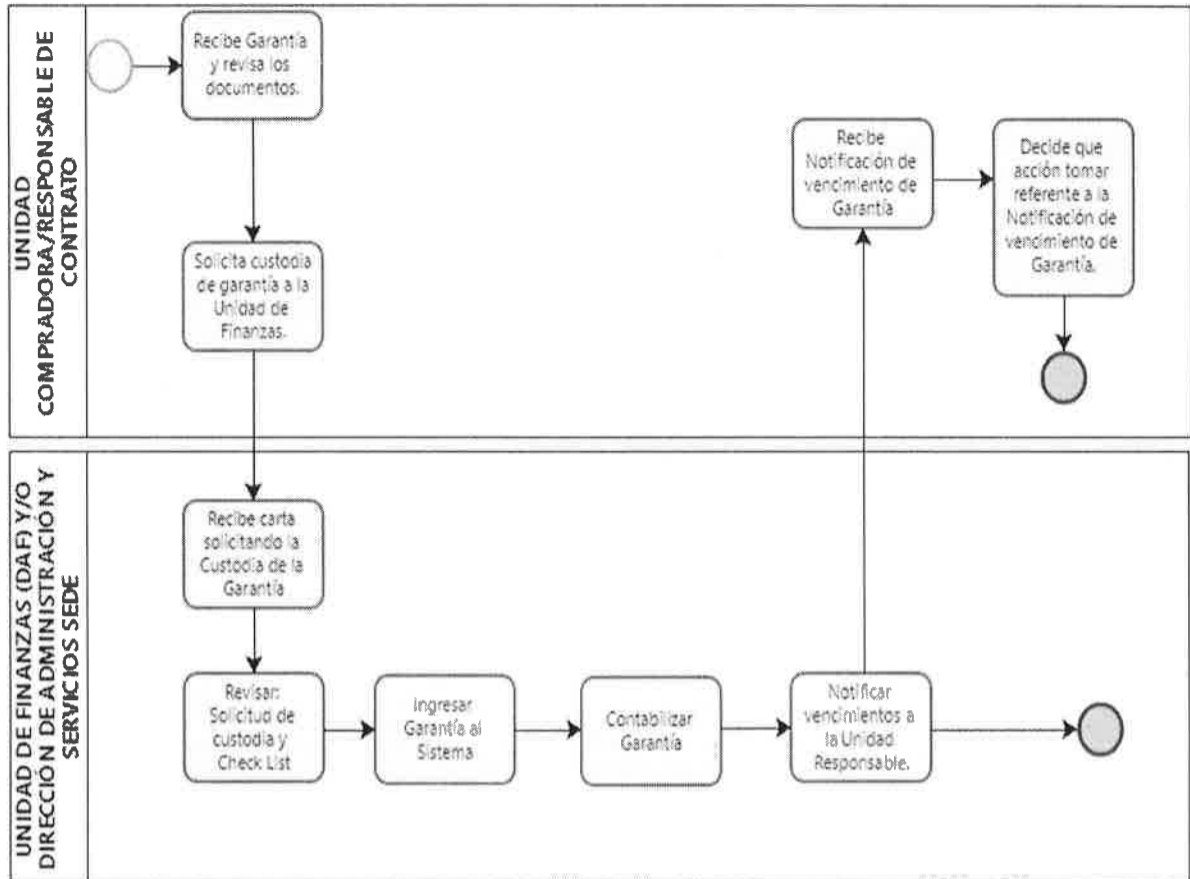 UNIDAD
COMPRADORA/RESPONSABLE DE
CONTRATO
Recibe Garantía
y revisa los
documentos.
Solicita custodia
de garantía a la
Unidad de
Finanzas.
Recibe
Notificación de
vencimiento de
Garantía
Decide que
acción tomar
referente a la
Notificación de
vencimiento de
Garantía.
UNIDAD DE FINANZAS (DAF) Y/O
DIRECCIÓN DE ADMINISTRACIÓN Y
SERVICIOS SEDE
Recibe carta
solicitando la
Custodia de la
Garantía
Revisar:
Solicitud de
custodia y
Check List
Ingresar
Garantía al
Sistema
Contabilizar
Garantía
Notificar
vencimientos a
la Unidad
Responsable.